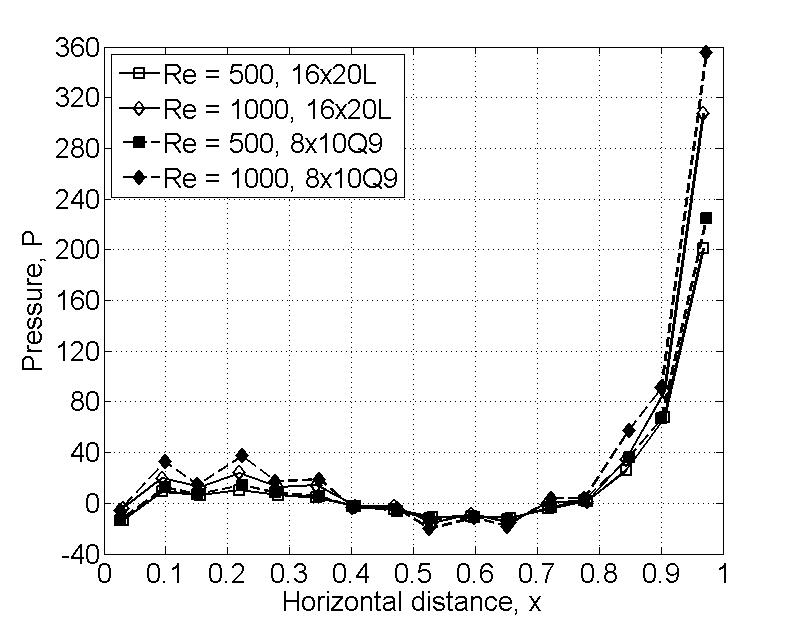 360
320
280
240
200
160
120
80
40
0
-40
Pressure, P
Re = 500, 16x20L
Re = 1000, 16x20L
Re = 500, 8x10Q9
Re = 1000, 8x10Q9
0 0.1 0.2 0.3 0.4 0.5 0.6 0.7 0.8 0.9 1
Horizontal distance, x